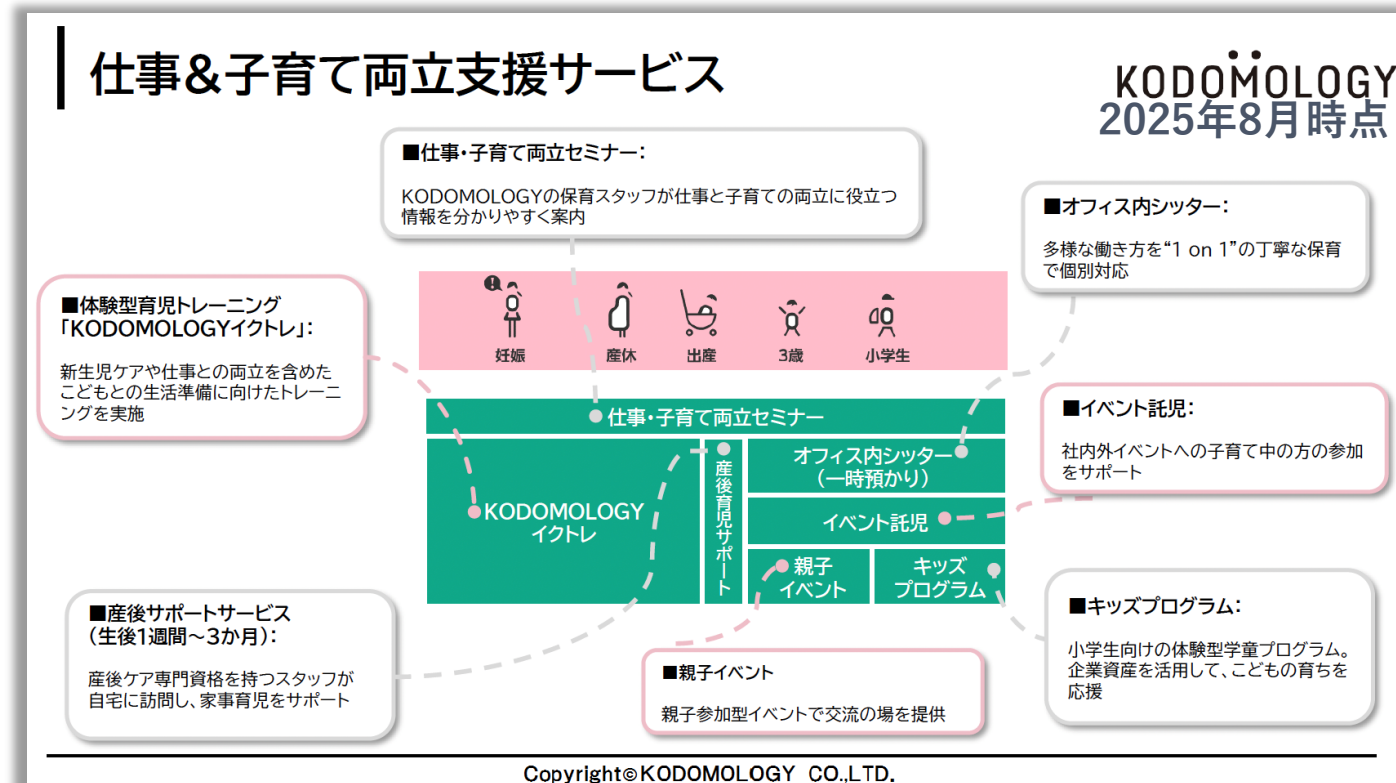 仕事&子育て両立支援サービス
KODOMOLOGY
2025年8月時点
■仕事・子育て両立セミナー:
KODOMOLOGYの保育スタッフが仕事と子育ての両立に役立つ
情報を分かりやすく案内
■オフィス内シッター:
多様な働き方を“1 on 1”の丁寧な保育
で個別対応
■体験型育児トレーニング
「KODOMOLOGYイクトレ」:
新生児ケアや仕事との両立を含めた
こどもとの生活準備に向けたトレーニ
ングを実施
妊娠
産休
出産
3歳
小学生
仕事・子育て両立セミナー
KODOMOLOGY
イクトレ
産後育児サポート
オフィス内シッター
(一時預かり)
イベント託児
親子
イベント
キッズ
プログラム
■イベント託児:
社内外イベントへの子育て中の方の参加
をサポート
■産後サポートサービス
(生後1週間~3か月):
産後ケア専門資格を持つスタッフが
自宅に訪問し、家事育児をサポート
■親子イベント
親子参加型イベントで交流の場を提供
■キッズプログラム:
小学生向けの体験型学童プログラム。
企業資産を活用して、こどもの育ちを
応援
Copyright©KODOMOLOGY CO.,LTD.